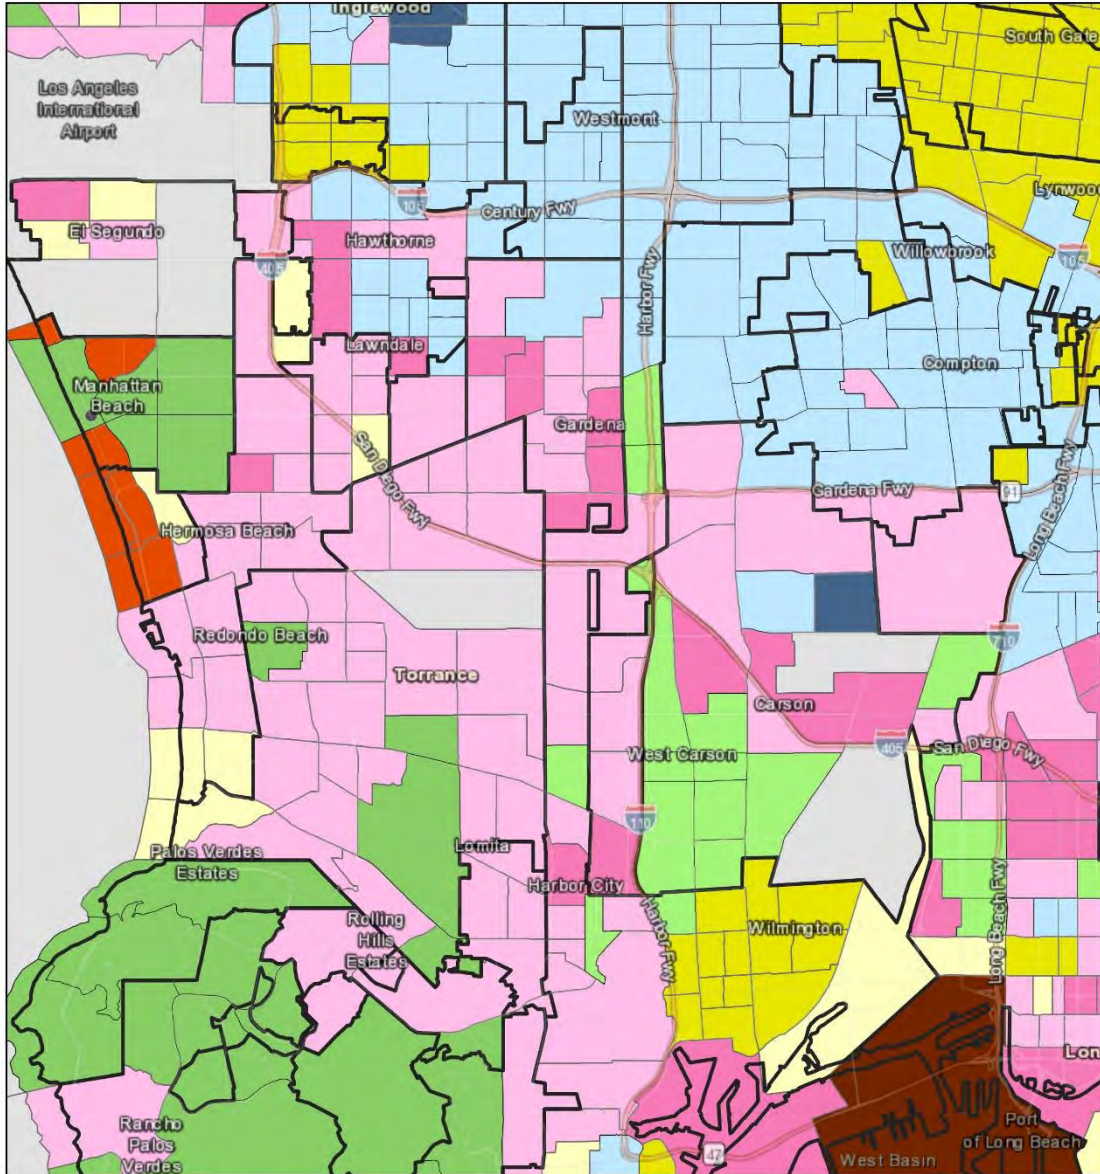 Inglewood
South Gate
Los Angeles
International
Airport
Westmont
105
Century Fwy
Lynwood
El Segundo
Hawthorne
Harbor Fwy
Willowbrook
105
405
Lawndale
Compton
Manhattan
Beach
Gardena
San Diego Fwy
Gardena Fwy
91
Long Beach Fwy
Hermosa Beach
Redondo Beach
710
Torrance
Carson
West Carson
405
San Diego Fwy
110
Palos Verdes
Estates
Lomita
Harbor City
Long Beach Fwy
Rolling
Hills
Estates
Harbor Fwy
Wilmington
Lon
Rancho
Palos
Verdes
47
Port
of Long Beach
West Basin